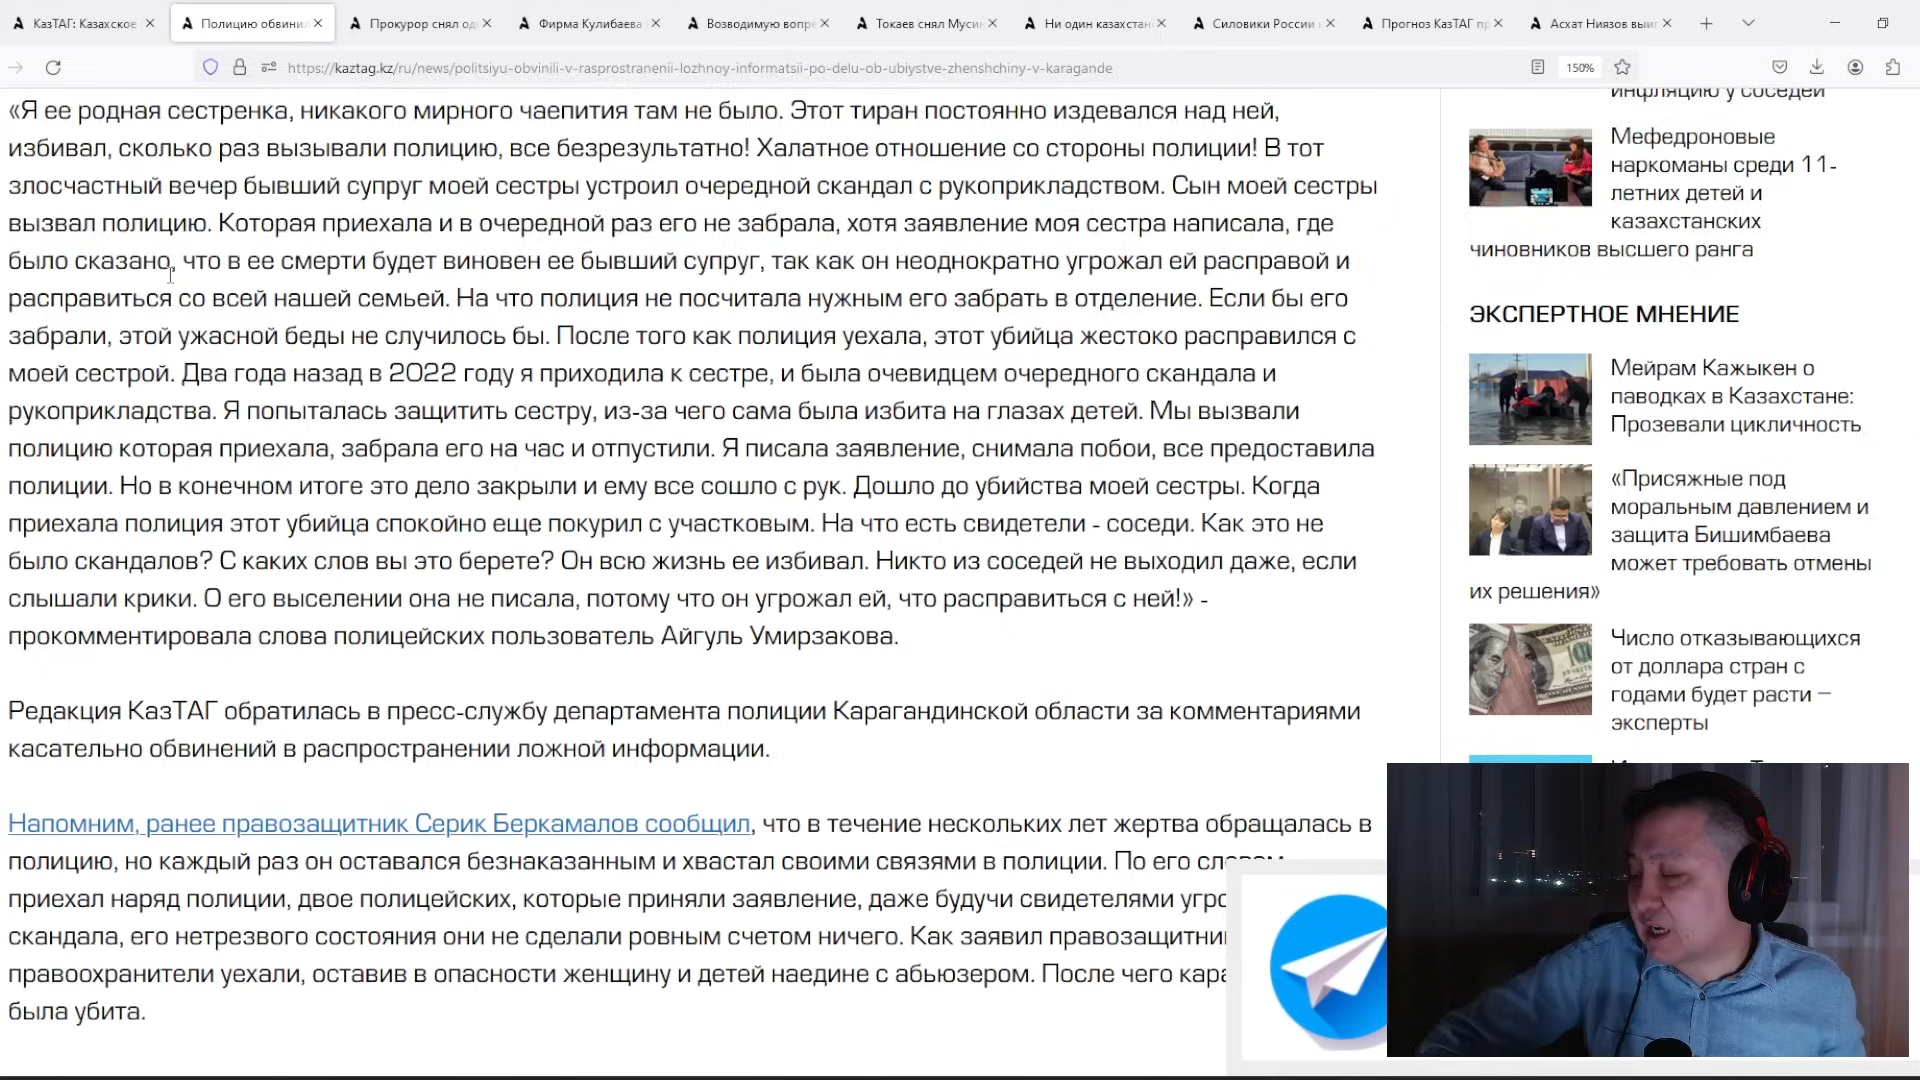 КазТАГ: Казахское
Полицию обвинил
Прокурор снял од
Фирма Кулибаева
Возводимую вопре
Токаев снял Мусин
Ни один казахстан
Силовики России и
Прогноз КазТАГ пр
Асхат Ниязов выи
https://kaztag.kz/ru/news/politsiyu-obvinili-v-rasprostranenii-lozhnoy-informatsii-po-delu-ob-ubiystve-zhenshchiny-v-karagande
150%
«Я ее родная сестренка, никакого мирного чаепития там не было. Этот тиран постоянно издевался над ней,
избивал, сколько раз вызывали полицию, все безрезультатно! Халатное отношение со стороны полиции! В тот
злосчастный вечер бывший супруг моей сестры устроил очередной скандал с рукоприкладством. Сын моей сестры
вызвал полицию. Которая приехала и в очередной раз его не забрала, хотя заявление моя сестра написала, где
было сказано, что в ее смерти будет виновен ее бывший супруг, так как он неоднократно угрожал ей расправой и
расправиться со всей нашей семьей. На что полиция не посчитала нужным его забрать в отделение. Если бы его
забрали, этой ужасной беды не случилось бы. После того как полиция уехала, этот убийца жестоко расправился с
моей сестрой. Два года назад в 2022 году я приходила к сестре, и была очевидцем очередного скандала и
рукоприкладства. Я попыталась защитить сестру, из-за чего сама была избита на глазах детей. Мы вызвали
полицию которая приехала, забрала его на час и отпустили. Я писала заявление, снимала побои, все предоставила
полиции. Но в конечном итоге это дело закрыли и ему все сошло с рук. Дошло до убийства моей сестры. Когда
приехала полиция этот убийца спокойно еще покурил с участковым. На что есть свидетели - соседи. Как это не
было скандалов? С каких слов вы это берете? Он всю жизнь ее избивал. Никто из соседей не выходил даже, если
слышали крики. О его выселении она не писала, потому что он угрожал ей, что расправиться с ней!» -
прокомментировала слова полицейских пользователь Айгуль Умирзакова.
Редакция КазТАГ обратилась в пресс-службу департамента полиции Карагандинской области за комментариями
касательно обвинений в распространении ложной информации.
Напомним, ранее правозащитник Серик Беркамалов сообщил, что в течение нескольких лет жертва обращалась в
полицию, но каждый раз он оставался безнаказанным и хвастал своими связями в полиции. По его словам
приехал наряд полиции, двое полицейских, которые приняли заявление, даже будучи свидетелями угро
скандала, его нетрезвого состояния они не сделали ровным счетом ничего. Как заявил правозащитни
правоохранители уехали, оставив в опасности женщину и детей наедине с абьюзером. После чего кара
была убита.
инфляцию у соседей
Мефедроновые
наркоманы среди 11-
летних детей и
казахстанских
чиновников высшего ранга
ЭКСПЕРТНОЕ МНЕНИЕ
Мейрам Кажыкен о
паводках в Казахстане:
Прозевали цикличность
«Присяжные под
моральным давлением и
защита Бишимбаева
может требовать отмены
их решения»
Число отказывающихся
от доллара стран с
годами будет расти –
эксперты